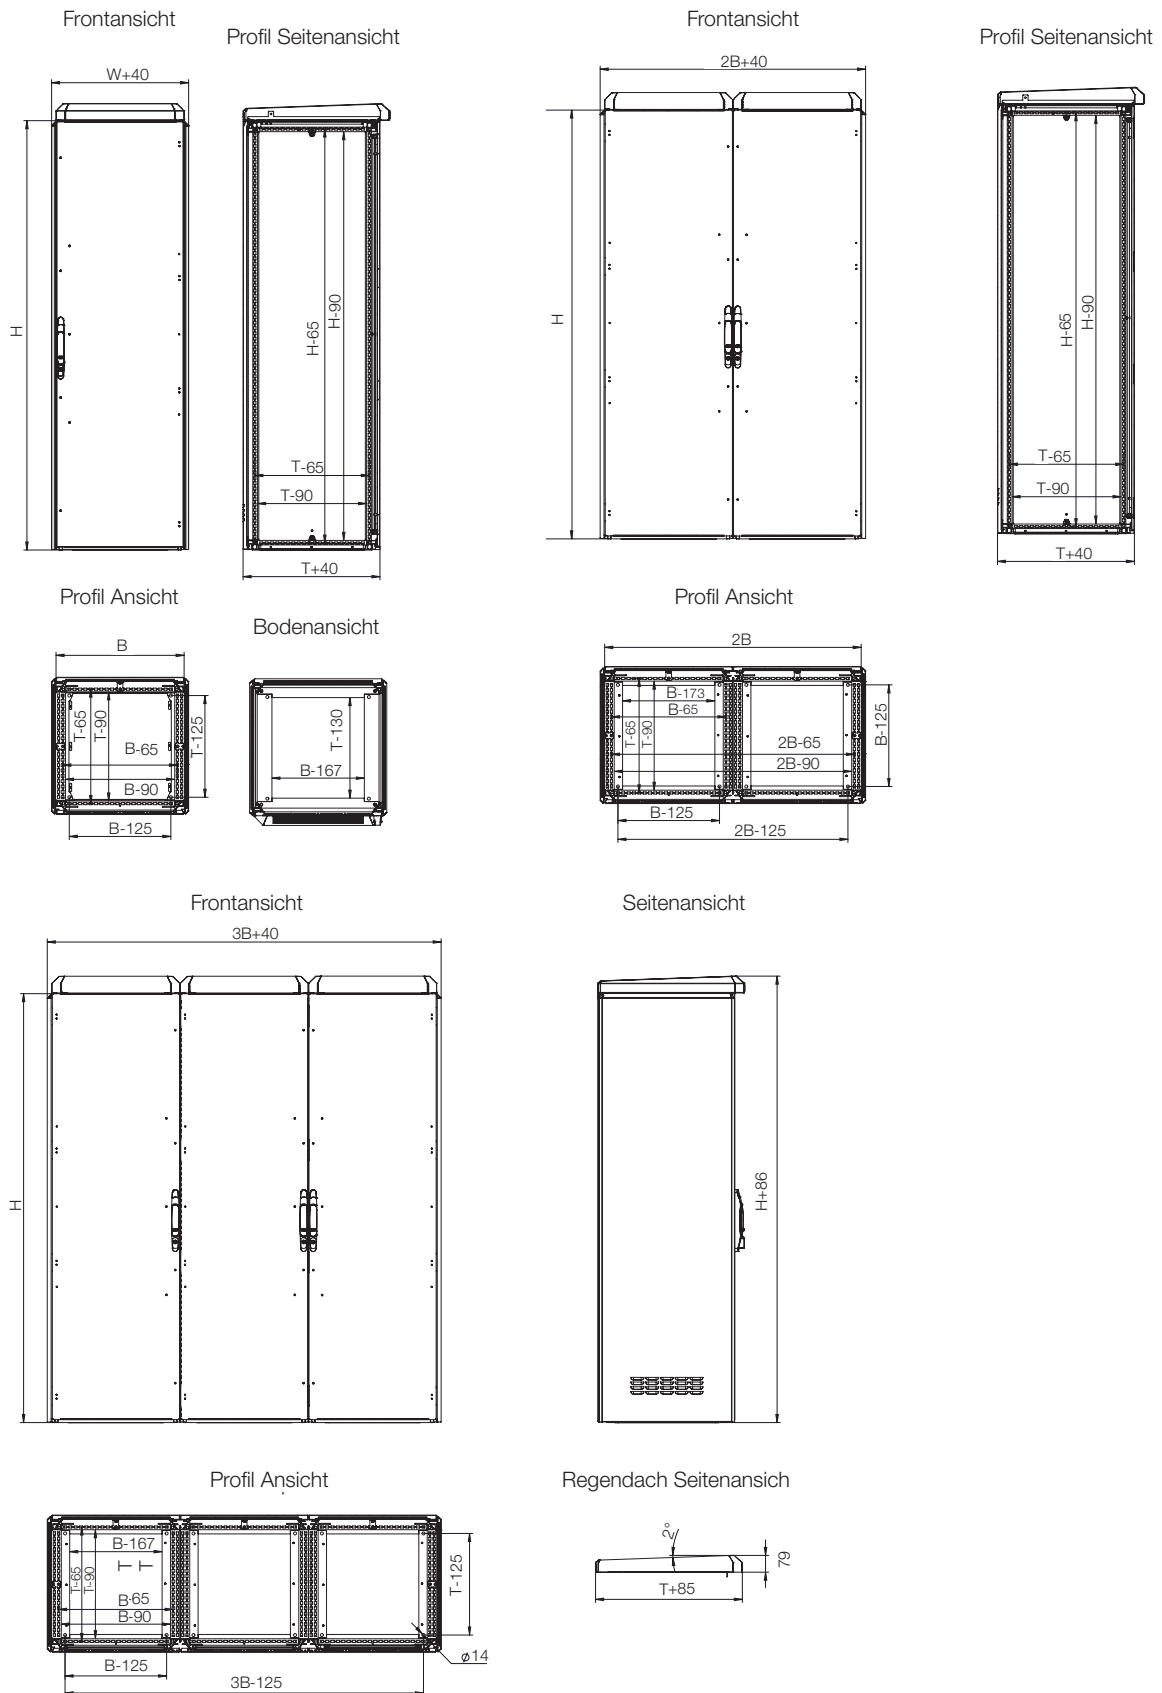 Frontansicht
Profil Seitenansicht
W+40
H
H-65
H-90
T-65
T-90
T+40
Frontansicht
Profil Seitenansicht
2B+40
H
H-65
H-90
T-65
T-90
T+40
Profil Ansicht
B
T-65
T-90
T-125
B-65
B-90
B-125
Bodenansicht
T-130
B-167
Profil Ansicht
2B
B-173
B-65
T-65
T-90
2B-65
2B-90
B-125
B-125
2B-125
Frontansicht
3B+40
H
Seitenansicht
H+86
Profil Ansicht
B-167
T T
T-65
T-90
B-65
B-90
T-125
B-125
3B-125
ø14
Regendach Seitenansich
2°
79
T+85